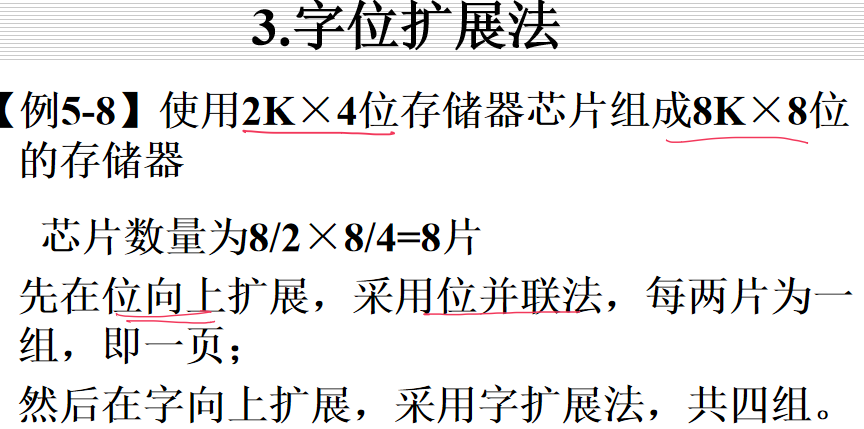 3.字位扩展法
【例5-8】使用2K×4位存储器芯片组成8K×8位
的存储器
芯片数量为8/2×8/4=8片
先在位向上扩展，采用位并联法，每两片为一
组，即一页；
然后在字向上扩展，采用字扩展法，共四组。